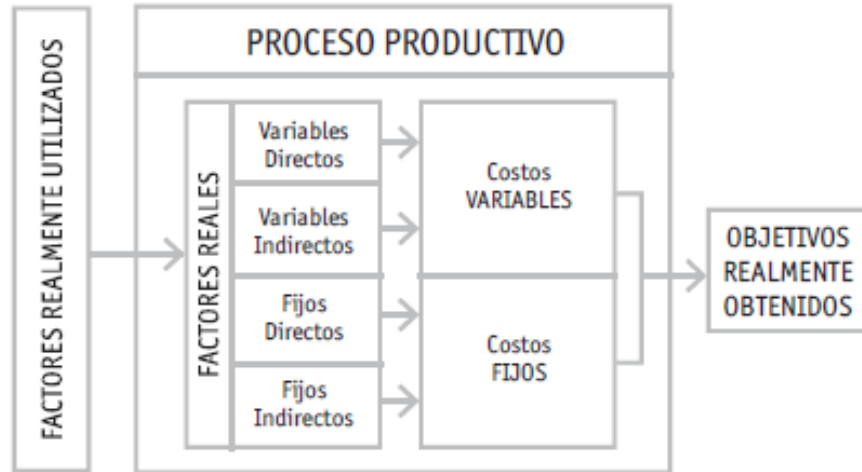 FACTORES REALMENTE UTILIZADOS
PROCESO PRODUCTIVO
FACTORES REALES
Variables
Directos
Variables
Indirectos
Fijos
Directos
Fijos
Indirectos
Costos
VARIABLES
Costos
FIJOS
OBJETIVOS
REALMENTE
OBTENIDOS